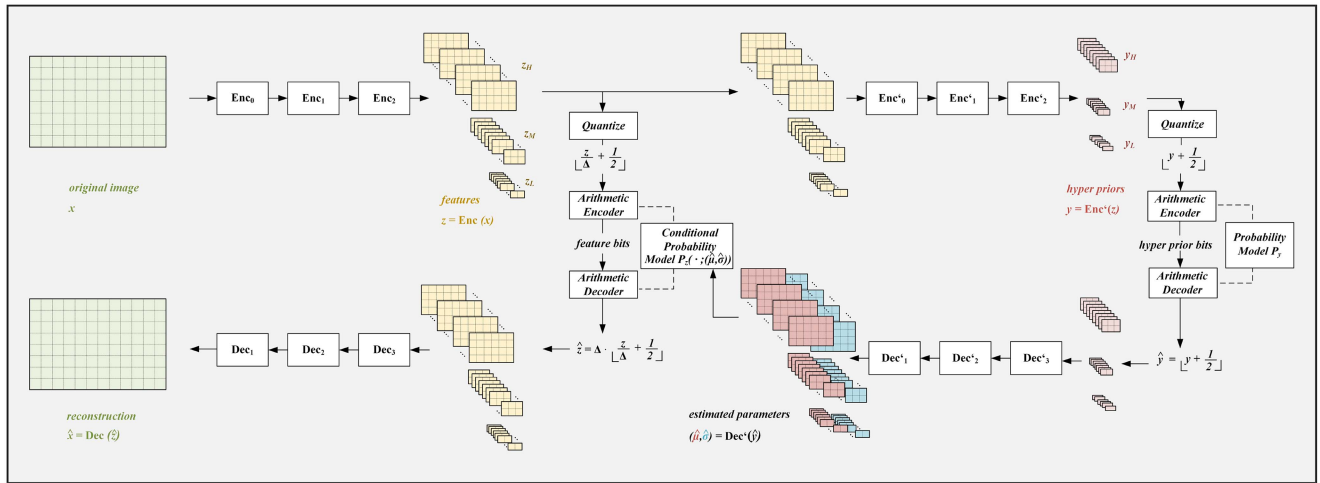 Enc₀
Enc₁
Enc₂
z_H
z_M
z_L
original image
x
features
z = Enc (x)
Quantize
⌊z/Δ + 1/2⌋
Arithmetic
Encoder
feature bits
Arithmetic
Decoder
Conditional
Probability
Model P_z( · ;(μ̂,σ̂))
ẑ = Δ · ⌊z/Δ + 1/2⌋
Enc‘₀
Enc‘₁
Enc‘₂
y_H
y_M
y_L
hyper priors
y = Enc‘(z)
Quantize
⌊y + 1/2⌋
Arithmetic
Encoder
hyper prior bits
Arithmetic
Decoder
Probability
Model P_y
ŷ = ⌊y + 1/2⌋
Dec‘₁
Dec‘₂
Dec‘₃
estimated parameters
(μ̂,σ̂) = Dec‘(ŷ)
Dec₁
Dec₂
Dec₃
reconstruction
x̂ = Dec (ẑ)